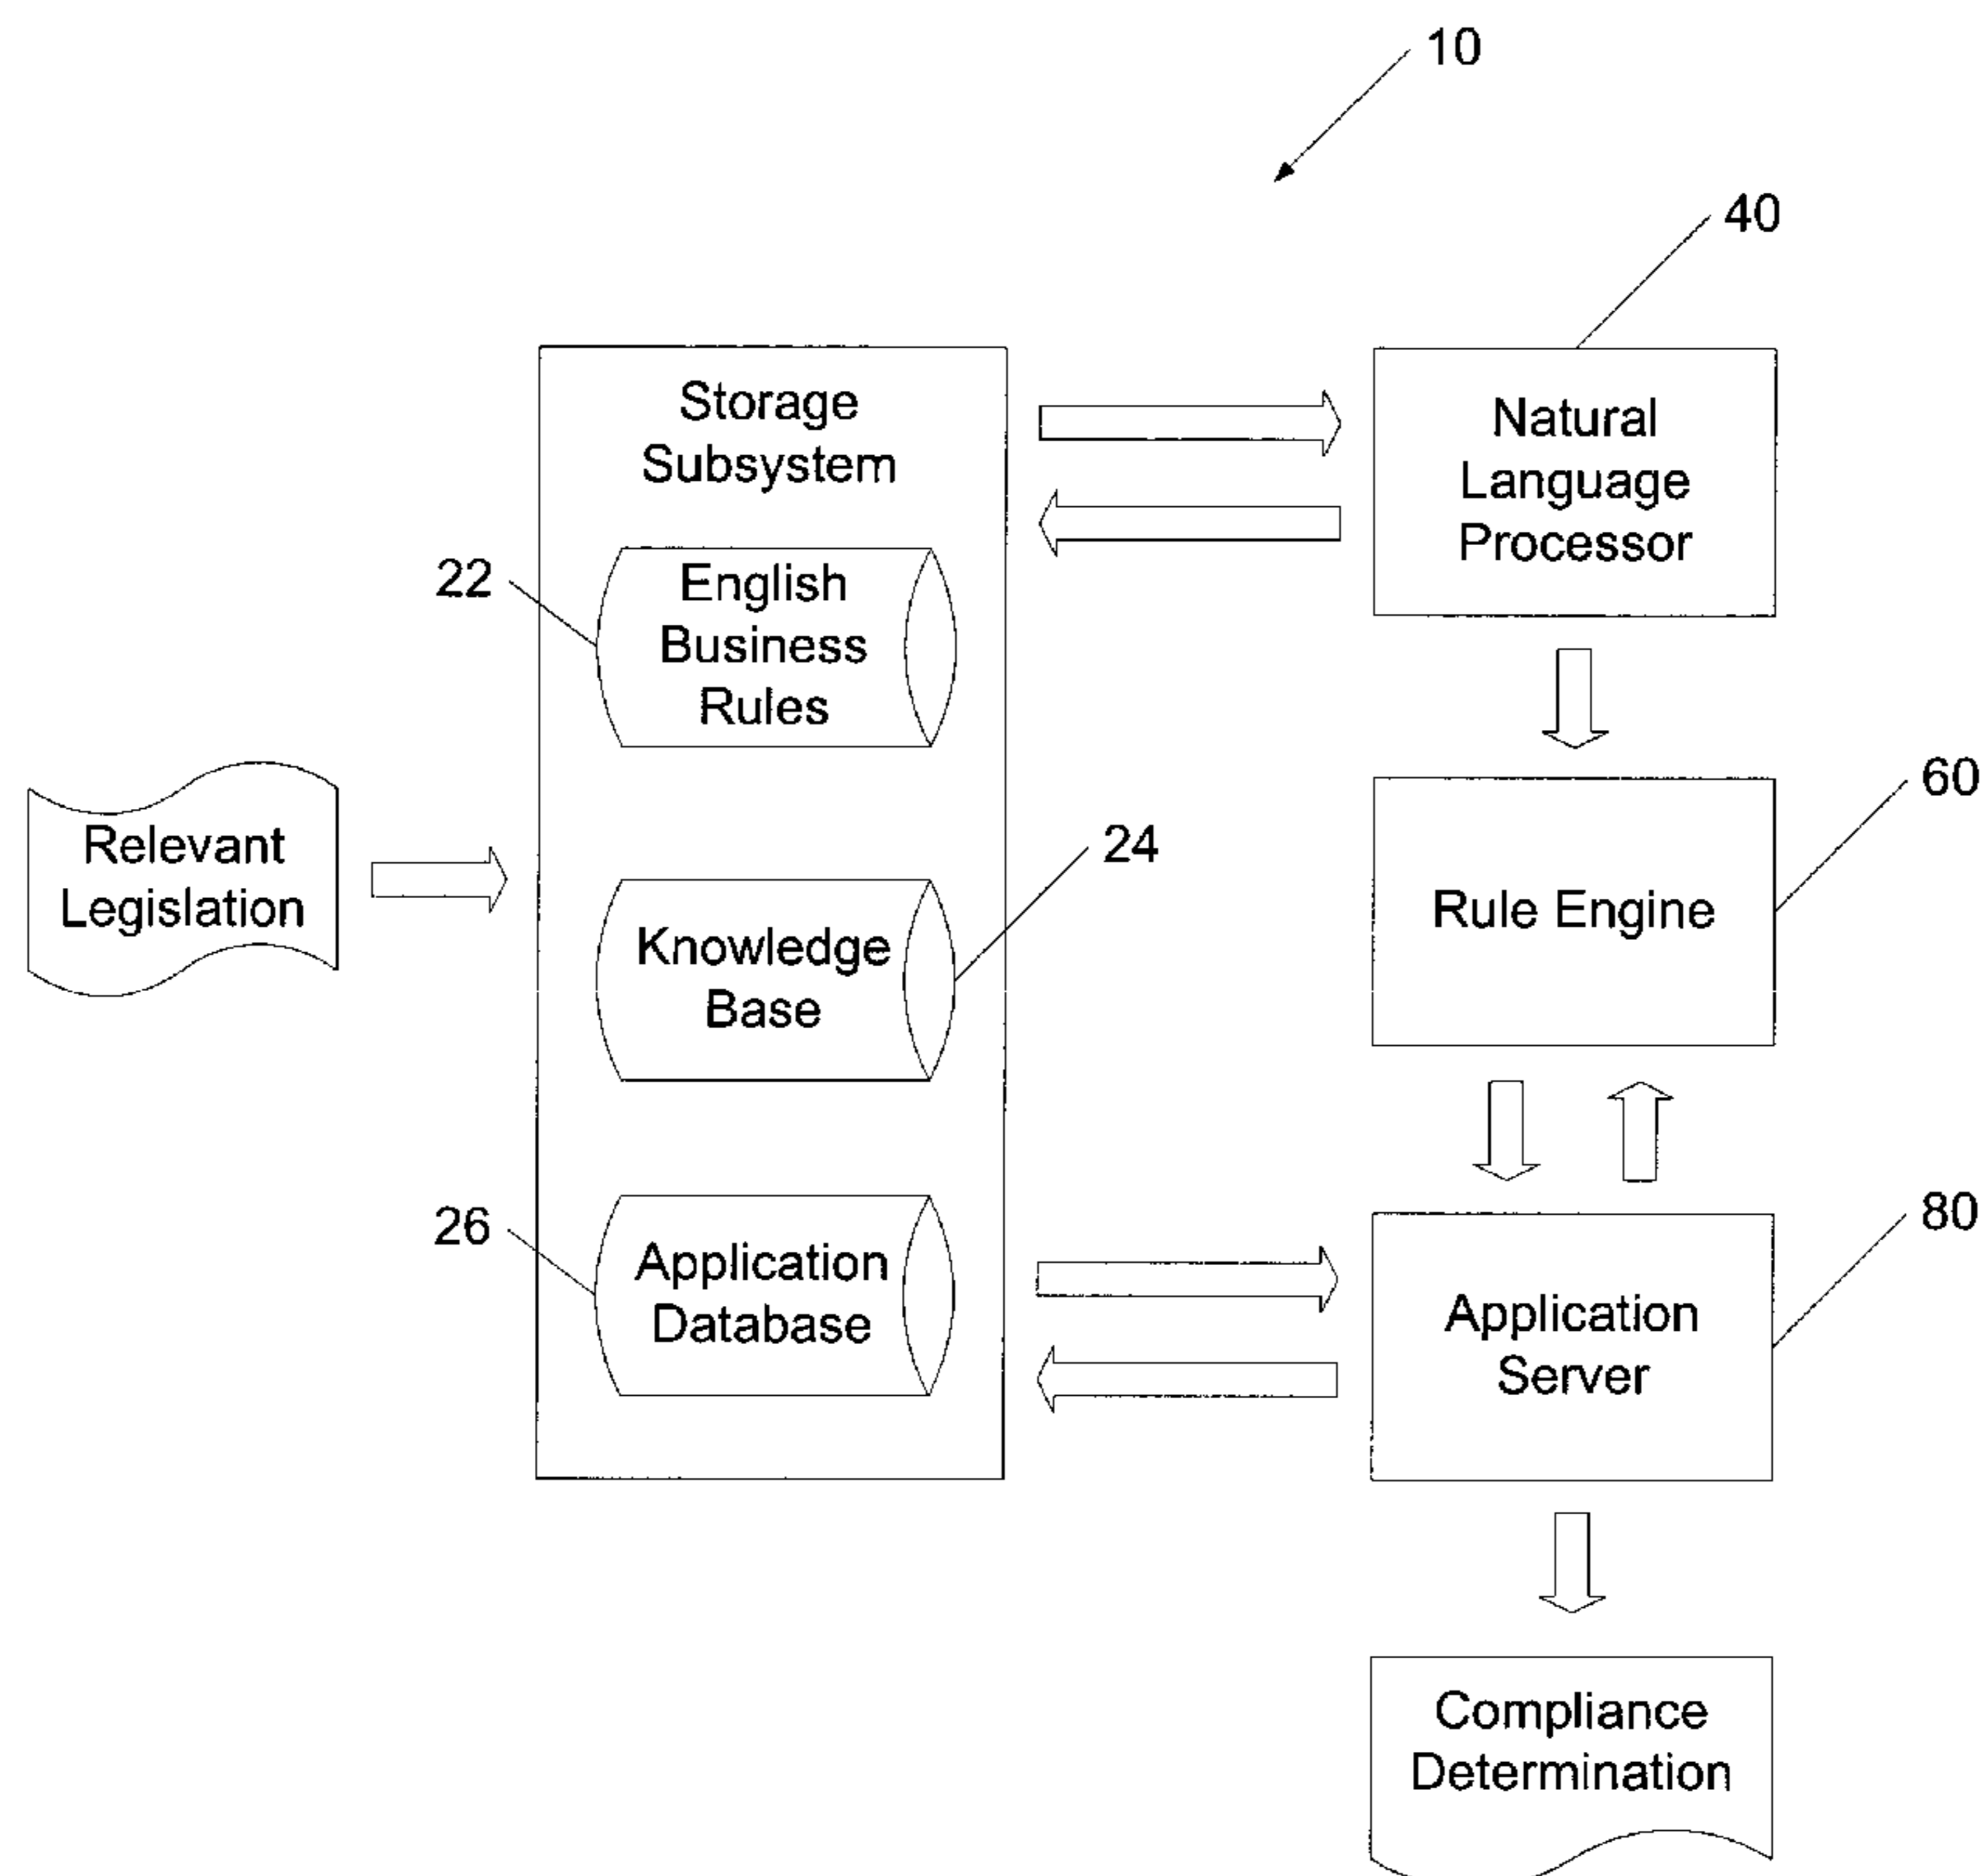 10
40
Storage
Subsystem
Natural
Language
Processor
22
English
Business
Rules
60
Relevant
Legislation
24
Knowledge
Base
Rule Engine
26
Application
Database
80
Application
Server
Compliance
Determination